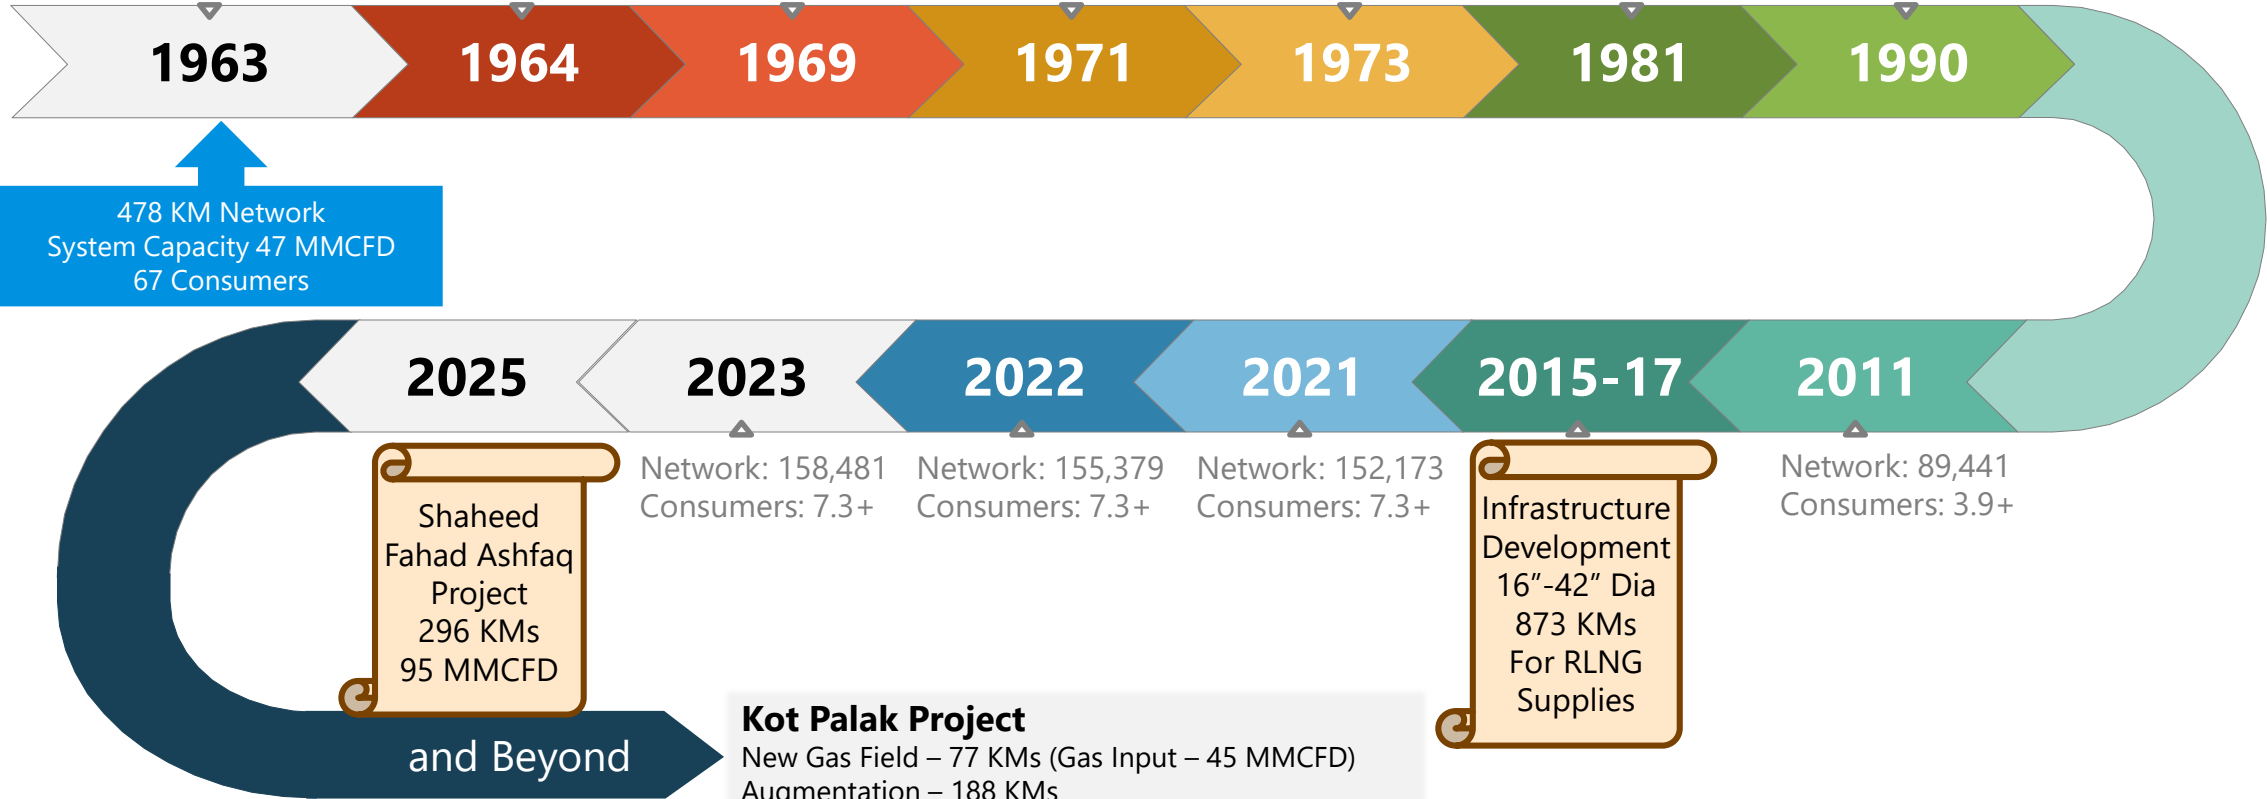 1963
1964
1969
1971
1973
1981
1990
478 KM Network
System Capacity 47 MMCFD
67 Consumers
2025
2023
2022
2021
2015-17
2011
Shaheed
Fahad Ashfaq
Project
296 KMs
95 MMCFD
Network: 158,481
Consumers: 7.3+
Network: 155,379
Consumers: 7.3+
Network: 152,173
Consumers: 7.3+
Infrastructure
Development
16”-42” Dia
873 KMs
For RLNG
Supplies
Network: 89,441
Consumers: 3.9+
and Beyond
Kot Palak Project
New Gas Field – 77 KMs (Gas Input – 45 MMCFD)
Augmentation – 188 KMs